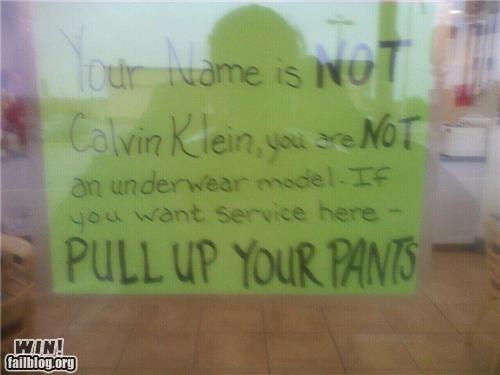 Your Name is NOT
Calvin Klein, you are NOT
an underwear model. If
you want service here -
PULL UP YOUR PANTS
WIN!
failblog.org